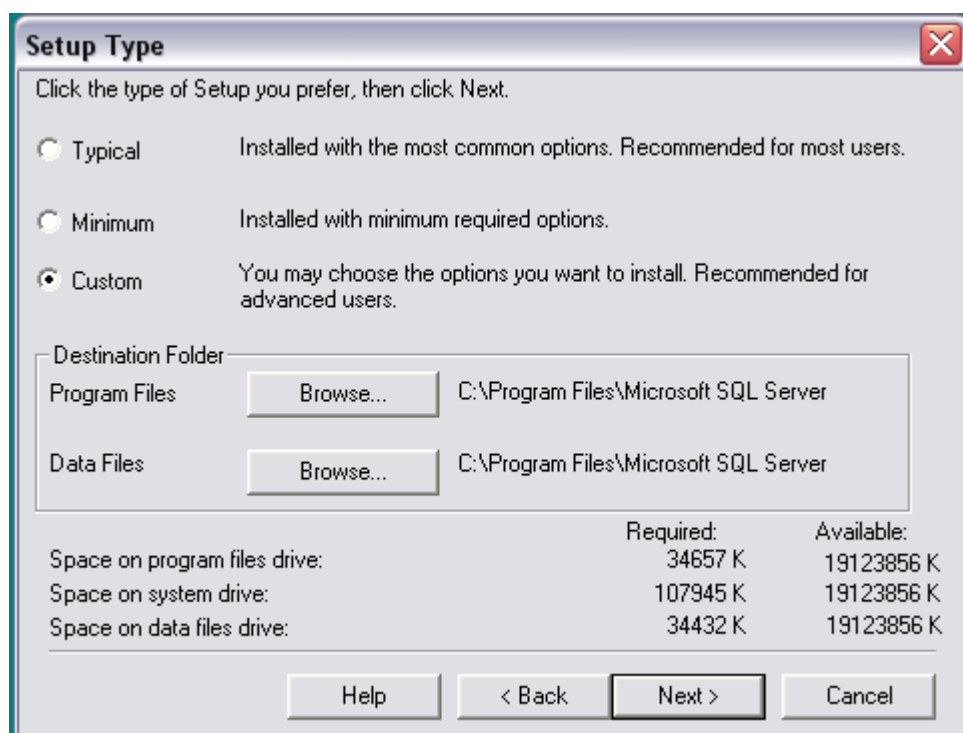 Setup Type
Click the type of Setup you prefer, then click Next.
Typical Installed with the most common options. Recommended for most users.
Minimum Installed with minimum required options.
Custom You may choose the options you want to install. Recommended for
advanced users.
Destination Folder
Program Files Browse... C:\Program Files\Microsoft SQL Server
Data Files Browse... C:\Program Files\Microsoft SQL Server
Required: Available:
Space on program files drive: 34657 K 19123856 K
Space on system drive: 107945 K 19123856 K
Space on data files drive: 34432 K 19123856 K
Help < Back Next > Cancel